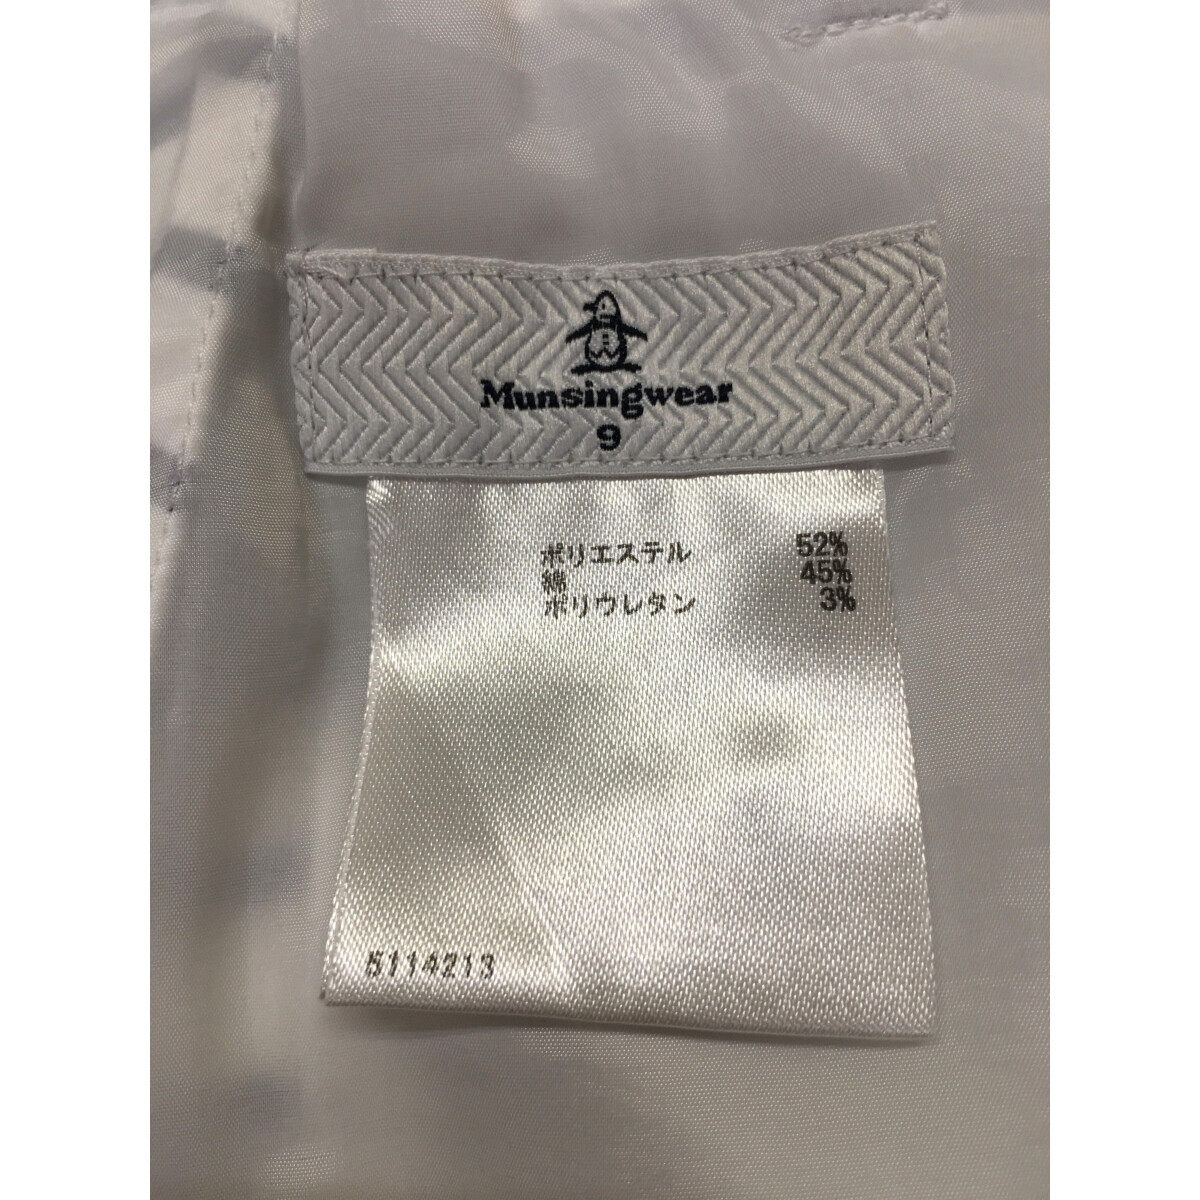 Munsingwear
9
ポリエステル 52%
綿 45%
ポリウレタン 3%
5114213